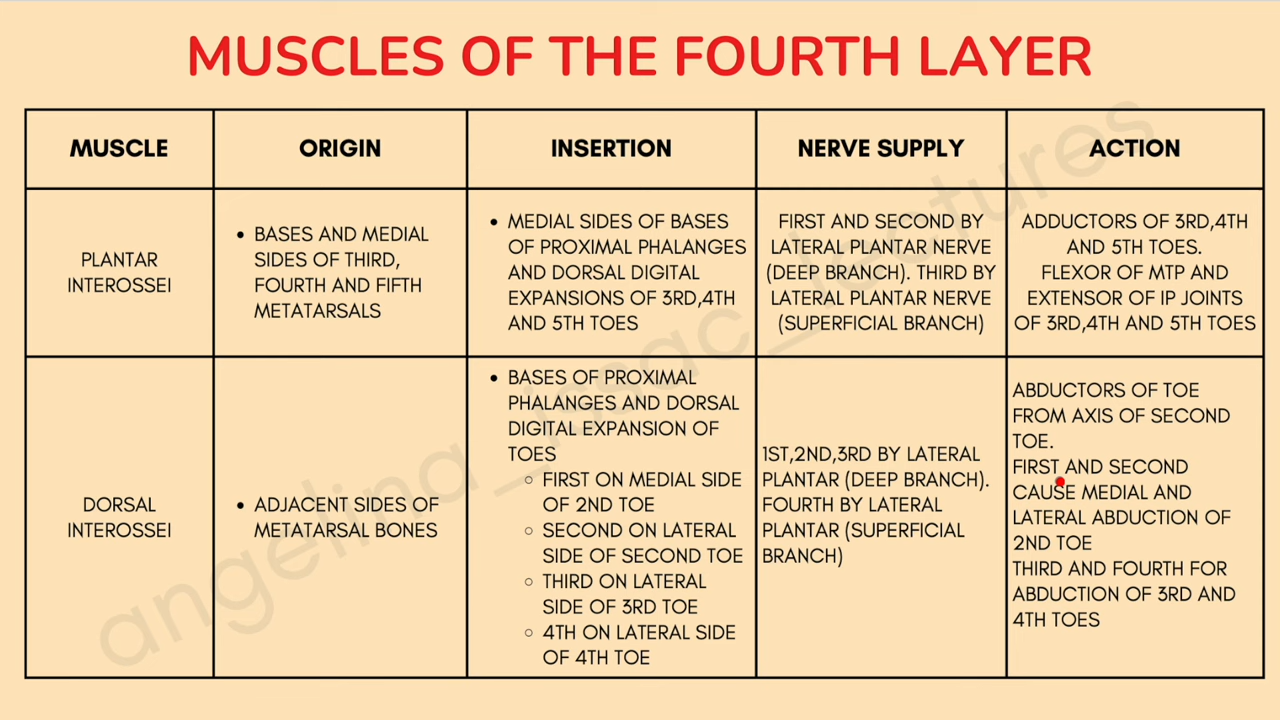 MUSCLES OF THE FOURTH LAYER
MUSCLE
ORIGIN
INSERTION
NERVE SUPPLY
ACTION
PLANTAR
INTEROSSEI
• BASES AND MEDIAL
SIDES OF THIRD,
FOURTH AND FIFTH
METATARSALS
• MEDIAL SIDES OF BASES
OF PROXIMAL PHALANGES
AND DORSAL DIGITAL
EXPANSIONS OF 3RD,4TH
AND 5TH TOES
FIRST AND SECOND BY
LATERAL PLANTAR NERVE
(DEEP BRANCH). THIRD BY
LATERAL PLANTAR NERVE
(SUPERFICIAL BRANCH)
ADDUCTORS OF 3RD,4TH
AND 5TH TOES.
FLEXOR OF MTP AND
EXTENSOR OF IP JOINTS
OF 3RD,4TH AND 5TH TOES
DORSAL
INTEROSSEI
• ADJACENT SIDES OF
METATARSAL BONES
• BASES OF PROXIMAL
PHALANGES AND DORSAL
DIGITAL EXPANSION OF
TOES
○ FIRST ON MEDIAL SIDE
OF 2ND TOE
○ SECOND ON LATERAL
SIDE OF SECOND TOE
○ THIRD ON LATERAL
SIDE OF 3RD TOE
○ 4TH ON LATERAL SIDE
OF 4TH TOE
1ST,2ND,3RD BY LATERAL
PLANTAR (DEEP BRANCH).
FOURTH BY LATERAL
PLANTAR (SUPERFICIAL
BRANCH)
ABDUCTORS OF TOE
FROM AXIS OF SECOND
TOE.
FIRST AND SECOND
CAUSE MEDIAL AND
LATERAL ABDUCTION OF
2ND TOE
THIRD AND FOURTH FOR
ABDUCTION OF 3RD AND
4TH TOES
angelina_issac_lectures